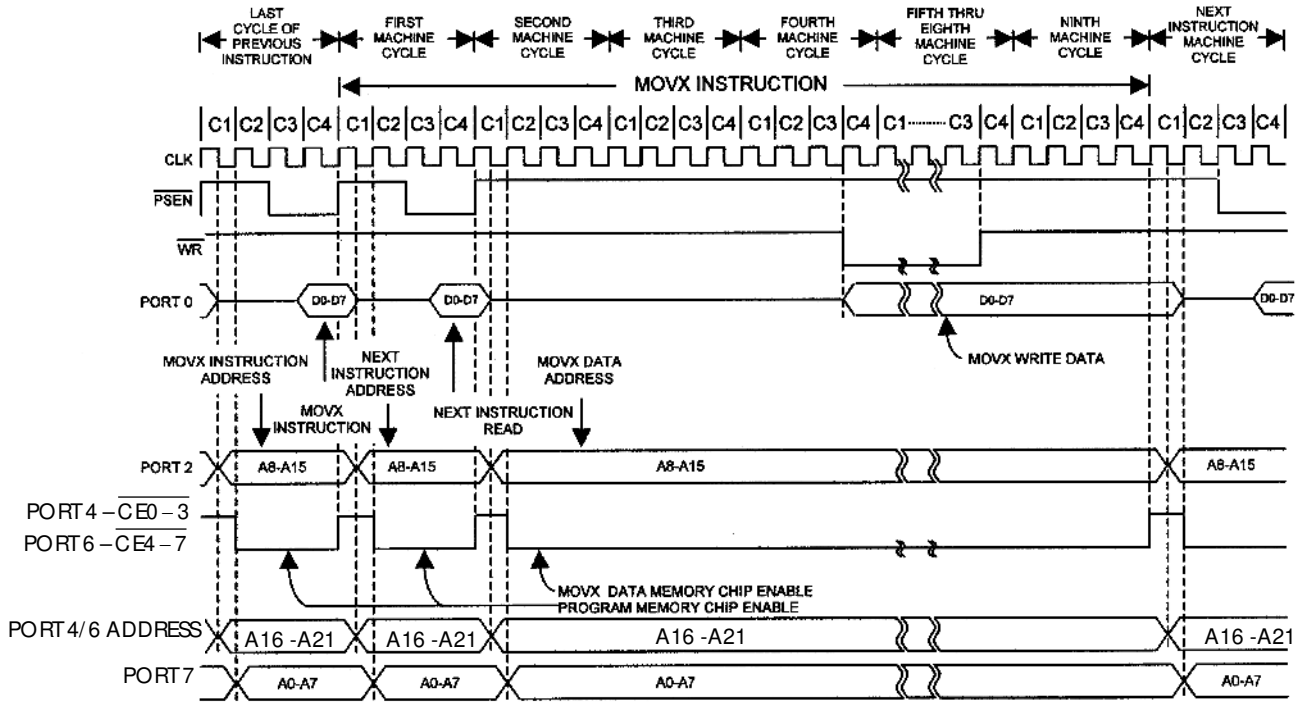 LAST CYCLE OF PREVIOUS INSTRUCTION
FIRST MACHINE CYCLE
SECOND MACHINE CYCLE
THIRD MACHINE CYCLE
FOURTH MACHINE CYCLE
FIFTH THRU EIGHTH MACHINE CYCLE
NINTH MACHINE CYCLE
NEXT INSTRUCTION MACHINE CYCLE
MOVX INSTRUCTION
C1 C2 C3 C4 C1 C2 C3 C4 C1 C2 C3 C4 C1 C2 C3 C4 C1 C2 C3 C4 C1 ........ C3 C4 C1 C2 C3 C4 C1 C2 C3 C4
CLK
PSEN
WR
PORT 0
D0-D7
D0-D7
D0-D7
D0-D7
MOVX INSTRUCTION ADDRESS
NEXT INSTRUCTION ADDRESS
MOVX DATA ADDRESS
MOVX WRITE DATA
MOVX INSTRUCTION
NEXT INSTRUCTION READ
PORT 2
A8-A15
A8-A15
A8-A15
A8-A15
PORT 4 – CE0 – 3
PORT 6 – CE4 – 7
MOVX DATA MEMORY CHIP ENABLE
PROGRAM MEMORY CHIP ENABLE
PORT 4/6 ADDRESS
A16 -A21
A16 -A21
A16 -A21
A16 -A21
PORT 7
A0-A7
A0-A7
A0-A7
A0-A7